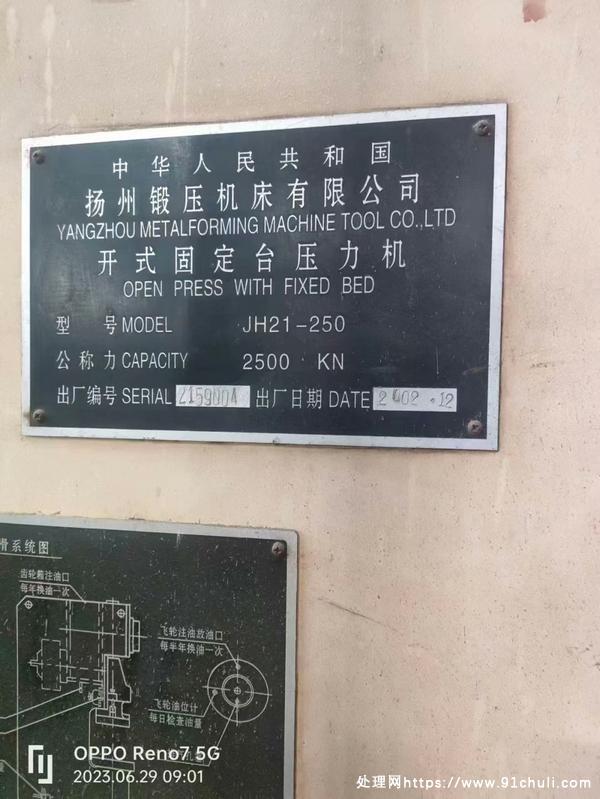 中华人民共和国
扬州锻压机床有限公司
YANGZHOU METALFORMING MACHINE TOOL CO.,LTD
开式固定台压力机
OPEN PRESS WITH FIXED BED
型 号 MODEL JH21-250
公称力 CAPACITY 2500 KN
出厂编号 SERIAL 2159004 出厂日期 DATE 2002.12
滑系统图
齿轮箱注油口
每年换油一次
飞轮注油放油口
每半年换油一次
飞轮油位计
每日检查油量
OPPO Reno7 5G
2023.06.29 09:01
处理网https://www.91chuli.com